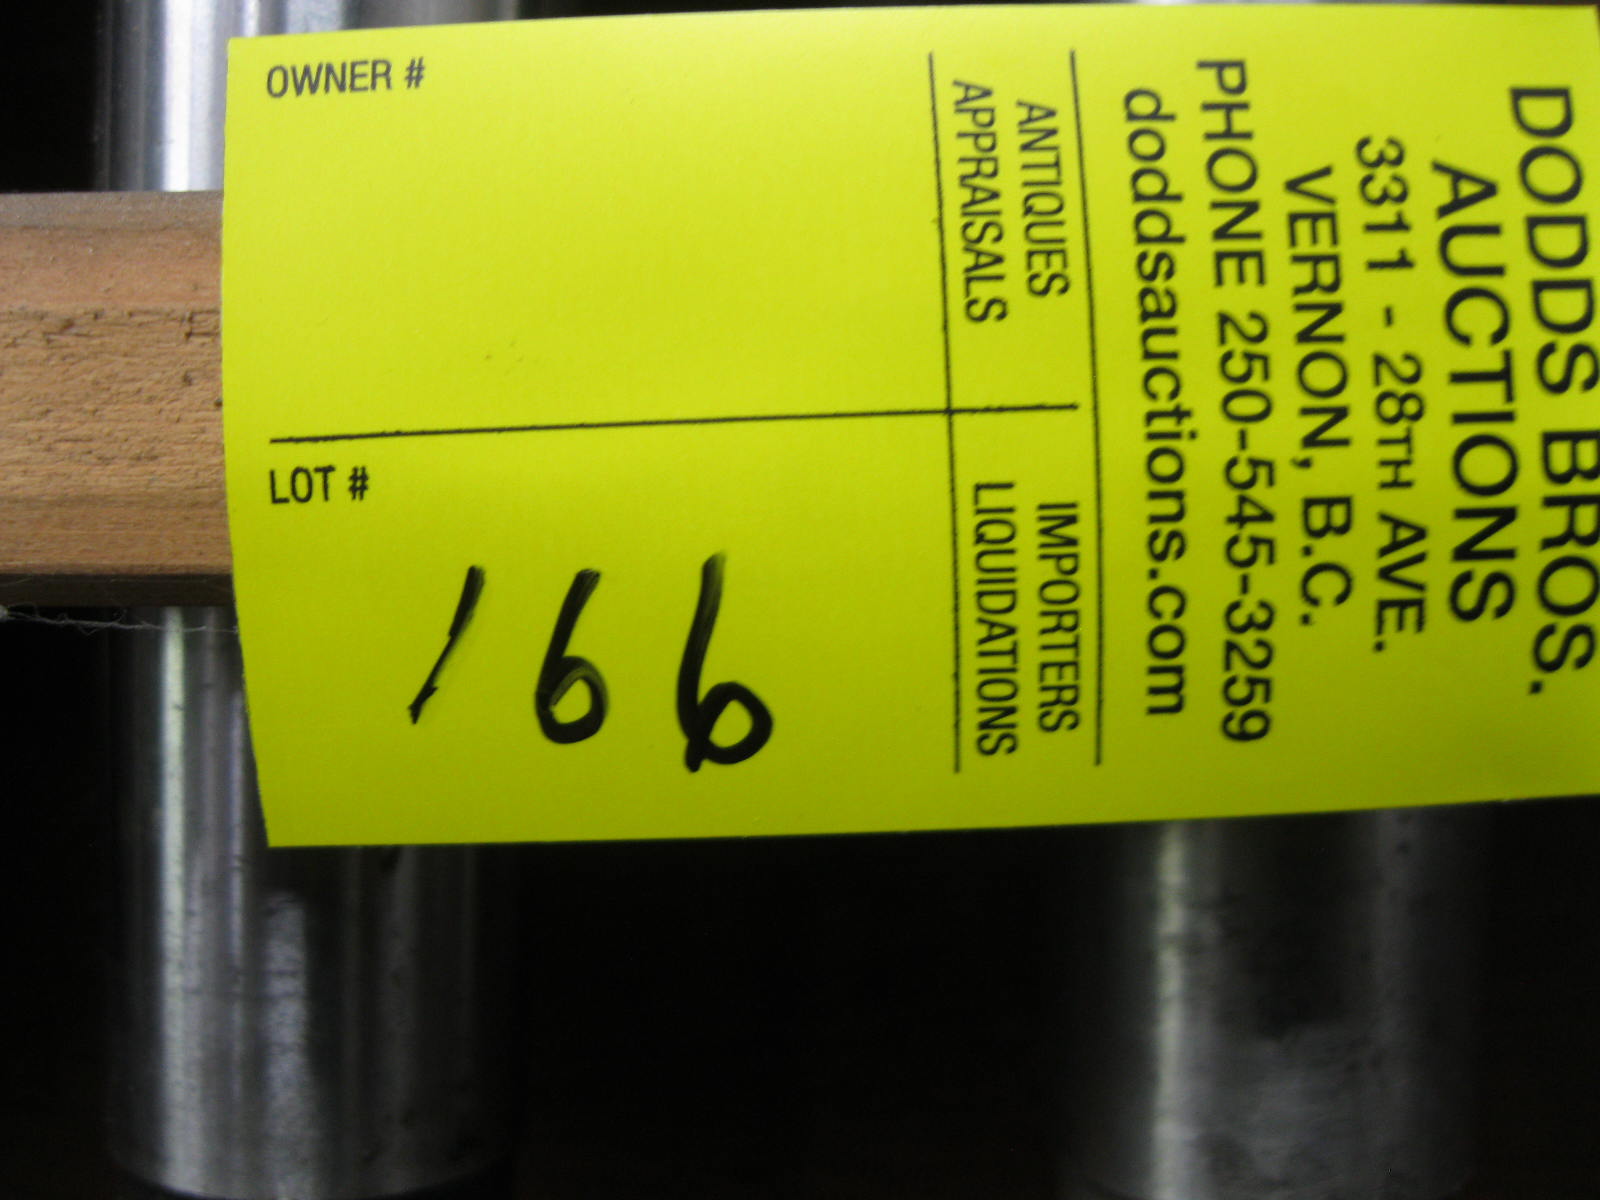 DODDS BROS.
AUCTIONS
3311 - 28TH AVE.
VERNON, B.C.
PHONE 250-545-3259
doddsauctions.com
ANTIQUES
APPRAISALS
IMPORTERS
LIQUIDATIONS
OWNER #
LOT #
166